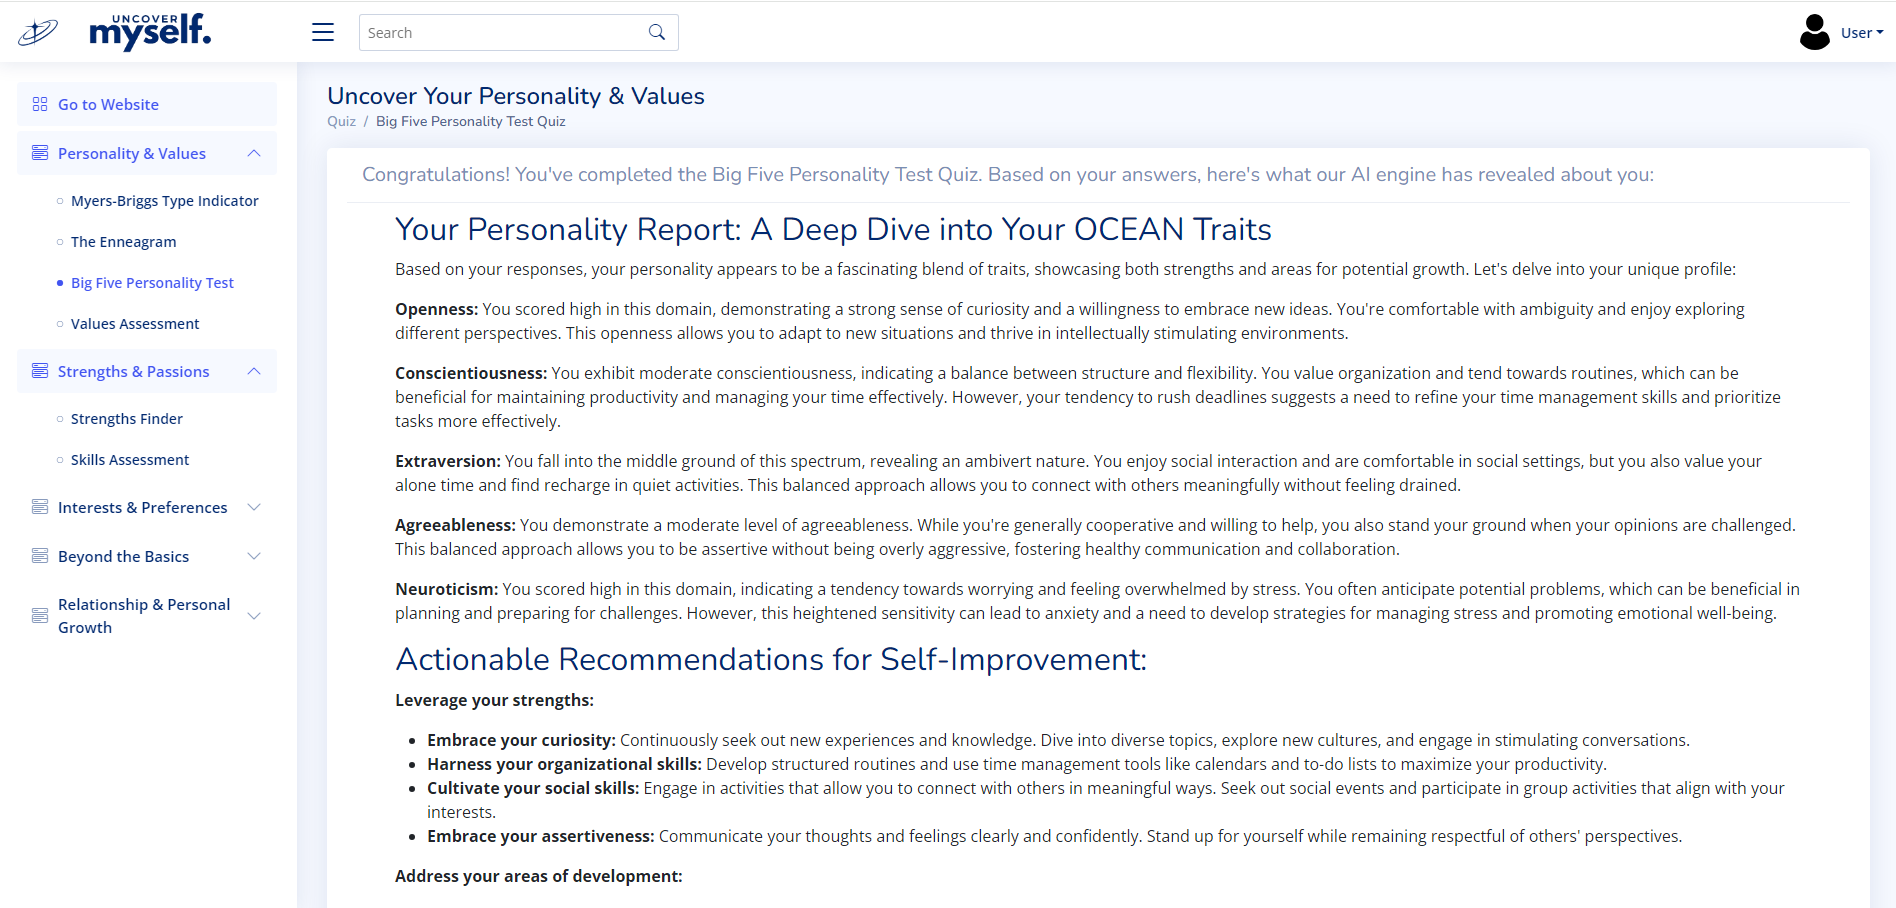 UNCOVER
myself.
Search
User
Go to Website
Personality & Values
Myers-Briggs Type Indicator
The Enneagram
Big Five Personality Test
Values Assessment
Strengths & Passions
Strengths Finder
Skills Assessment
Interests & Preferences
Beyond the Basics
Relationship & Personal
Growth
Uncover Your Personality & Values
Quiz / Big Five Personality Test Quiz
Congratulations! You've completed the Big Five Personality Test Quiz. Based on your answers, here's what our AI engine has revealed about you:
Your Personality Report: A Deep Dive into Your OCEAN Traits
Based on your responses, your personality appears to be a fascinating blend of traits, showcasing both strengths and areas for potential growth. Let's delve into your unique profile:
Openness: You scored high in this domain, demonstrating a strong sense of curiosity and a willingness to embrace new ideas. You're comfortable with ambiguity and enjoy exploring
different perspectives. This openness allows you to adapt to new situations and thrive in intellectually stimulating environments.
Conscientiousness: You exhibit moderate conscientiousness, indicating a balance between structure and flexibility. You value organization and tend towards routines, which can be
beneficial for maintaining productivity and managing your time effectively. However, your tendency to rush deadlines suggests a need to refine your time management skills and prioritize
tasks more effectively.
Extraversion: You fall into the middle ground of this spectrum, revealing an ambivert nature. You enjoy social interaction and are comfortable in social settings, but you also value your
alone time and find recharge in quiet activities. This balanced approach allows you to connect with others meaningfully without feeling drained.
Agreeableness: You demonstrate a moderate level of agreeableness. While you're generally cooperative and willing to help, you also stand your ground when your opinions are challenged.
This balanced approach allows you to be assertive without being overly aggressive, fostering healthy communication and collaboration.
Neuroticism: You scored high in this domain, indicating a tendency towards worrying and feeling overwhelmed by stress. You often anticipate potential problems, which can be beneficial in
planning and preparing for challenges. However, this heightened sensitivity can lead to anxiety and a need to develop strategies for managing stress and promoting emotional well-being.
Actionable Recommendations for Self-Improvement:
Leverage your strengths:
Embrace your curiosity: Continuously seek out new experiences and knowledge. Dive into diverse topics, explore new cultures, and engage in stimulating conversations.
Harness your organizational skills: Develop structured routines and use time management tools like calendars and to-do lists to maximize your productivity.
Cultivate your social skills: Engage in activities that allow you to connect with others in meaningful ways. Seek out social events and participate in group activities that align with your
interests.
Embrace your assertiveness: Communicate your thoughts and feelings clearly and confidently. Stand up for yourself while remaining respectful of others' perspectives.
Address your areas of development: